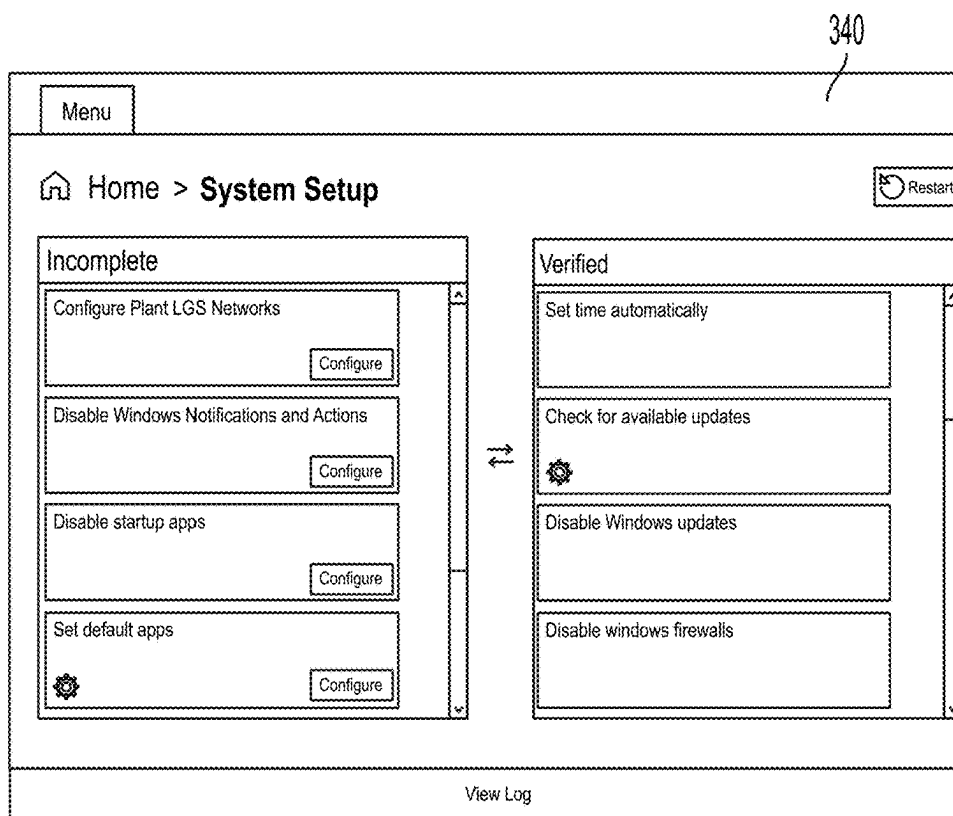 340
Menu
Home > System Setup
Restart
Incomplete
Configure Plant LGS Networks
Configure
Disable Windows Notifications and Actions
Configure
Disable startup apps
Configure
Set default apps
Configure
Verified
Set time automatically
Check for available updates
Disable Windows updates
Disable windows firewalls
View Log